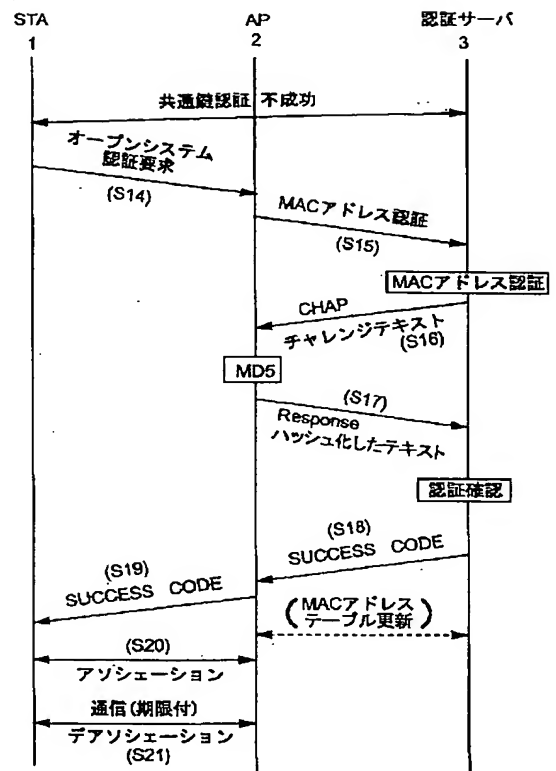 STA
1
AP
2
認証サーバ
3
共通鍵認証 不成功
オープンシステム
認証要求
(S14)
MACアドレス認証
(S15)
MACアドレス認証
CHAP
チャレンジテキスト
(S16)
MD5
(S17)
Response
ハッシュ化したテキスト
認証確認
(S18)
SUCCESS CODE
(S19)
SUCCESS CODE
(MACアドレス
テーブル更新)
(S20)
アソシェーション
通信(期限付)
デアソシェーション
(S21)